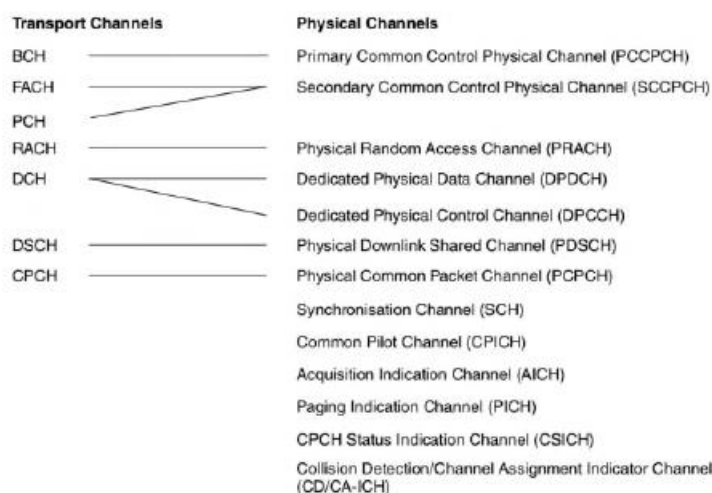 Transport Channels Physical Channels
BCH Primary Common Control Physical Channel (PCCPCH)
FACH Secondary Common Control Physical Channel (SCCPCH)
PCH
RACH Physical Random Access Channel (PRACH)
DCH Dedicated Physical Data Channel (DPDCH)
Dedicated Physical Control Channel (DPCCH)
DSCH Physical Downlink Shared Channel (PDSCH)
CPCH Physical Common Packet Channel (PCPCH)
Synchronisation Channel (SCH)
Common Pilot Channel (CPICH)
Acquisition Indication Channel (AICH)
Paging Indication Channel (PICH)
CPCH Status Indication Channel (CSICH)
Collision Detection/Channel Assignment Indicator Channel
(CD/CA-ICH)